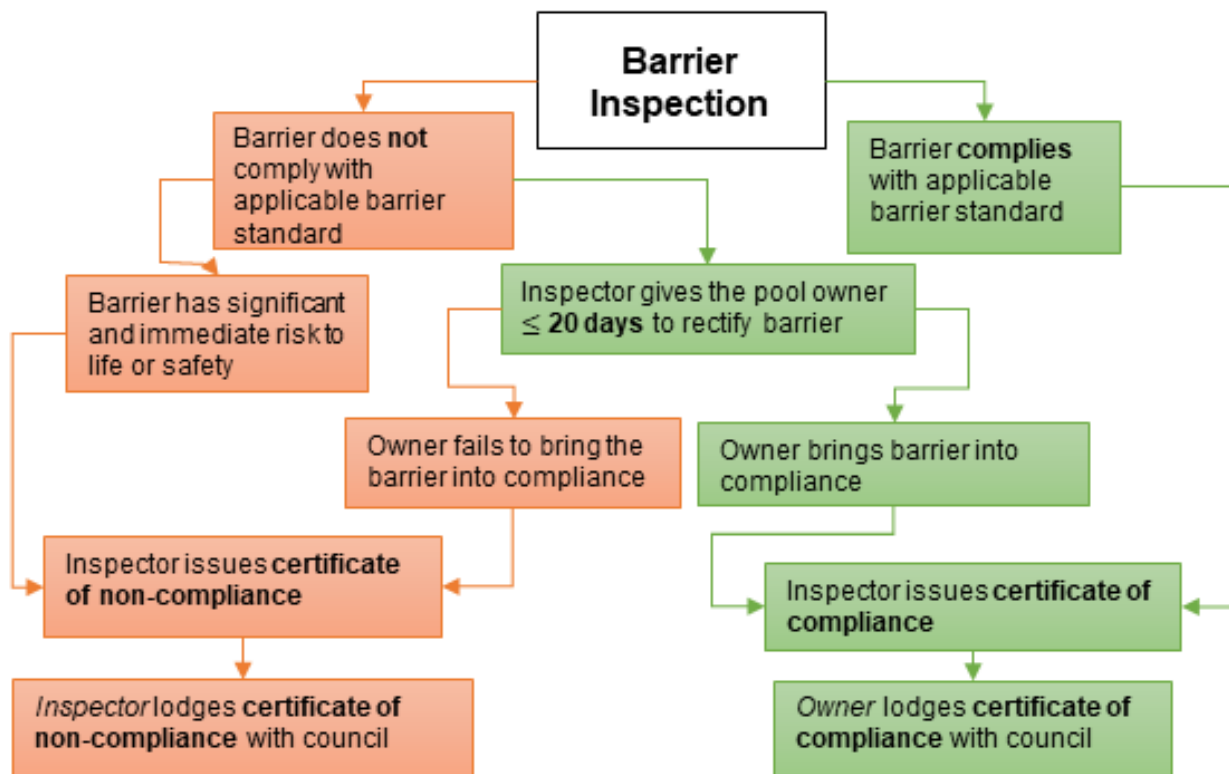 Barrier
Inspection
Barrier does not
comply with
applicable barrier
standard
Barrier complies
with applicable
barrier standard
Barrier has significant
and immediate risk to
life or safety
Inspector gives the pool owner
≤ 20 days to rectify barrier
Owner fails to bring the
barrier into compliance
Owner brings barrier into
compliance
Inspector issues certificate
of non-compliance
Inspector issues certificate of
compliance
Inspector lodges certificate of
non-compliance with council
Owner lodges certificate of
compliance with council